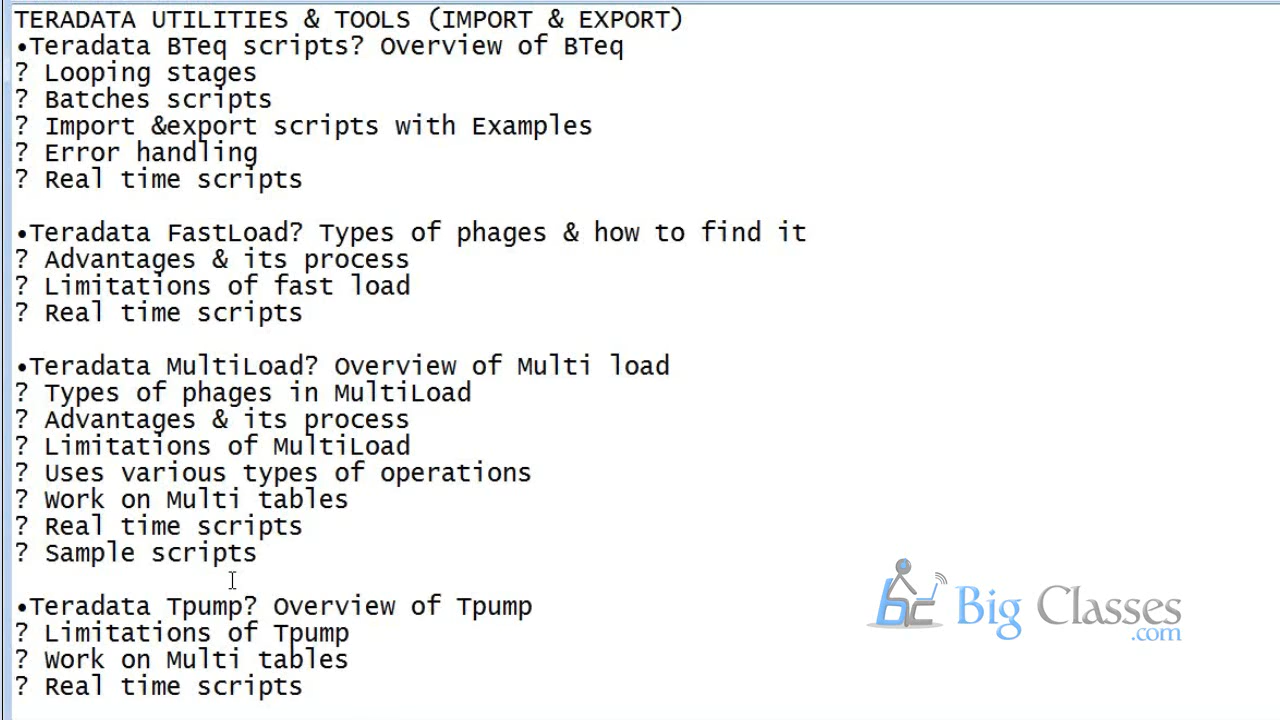 TERADATA UTILITIES & TOOLS (IMPORT & EXPORT)
•Teradata BTeq scripts? Overview of BTeq
? Looping stages
? Batches scripts
? Import &export scripts with Examples
? Error handling
? Real time scripts
•Teradata FastLoad? Types of phages & how to find it
? Advantages & its process
? Limitations of fast load
? Real time scripts
•Teradata MultiLoad? Overview of Multi load
? Types of phages in MultiLoad
? Advantages & its process
? Limitations of MultiLoad
? Uses various types of operations
? Work on Multi tables
? Real time scripts
? Sample scripts
•Teradata Tpump? Overview of Tpump
? Limitations of Tpump
? Work on Multi tables
? Real time scripts
bc Big Classes
.com